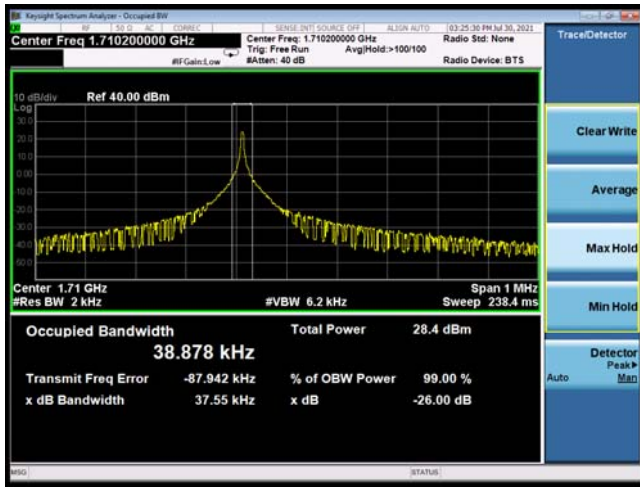 Keysight Spectrum Analyzer - Occupied BW
RF 50 Ω AC CORREC SENSE:INT SOURCE OFF ALIGN AUTO 03:25:30 PM Jul 30, 2021
Center Freq 1.710200000 GHz
Center Freq: 1.710200000 GHz
Radio Std: None
Trig: Free Run Avg|Hold:>100/100
#IFGain:Low #Atten: 40 dB Radio Device: BTS
Trace/Detector
10 dB/div Ref 40.00 dBm
Log
30.0
20.0
10.0
0.00
-10.0
-20.0
-30.0
-40.0
-50.0
Center 1.71 GHz Span 1 MHz
#Res BW 2 kHz #VBW 6.2 kHz Sweep 238.4 ms
Occupied Bandwidth Total Power 28.4 dBm
38.878 kHz
Transmit Freq Error -87.942 kHz % of OBW Power 99.00 %
x dB Bandwidth 37.55 kHz x dB -26.00 dB
Clear Write
Average
Max Hold
Min Hold
Detector
Peak▶
Auto Man
MSG STATUS